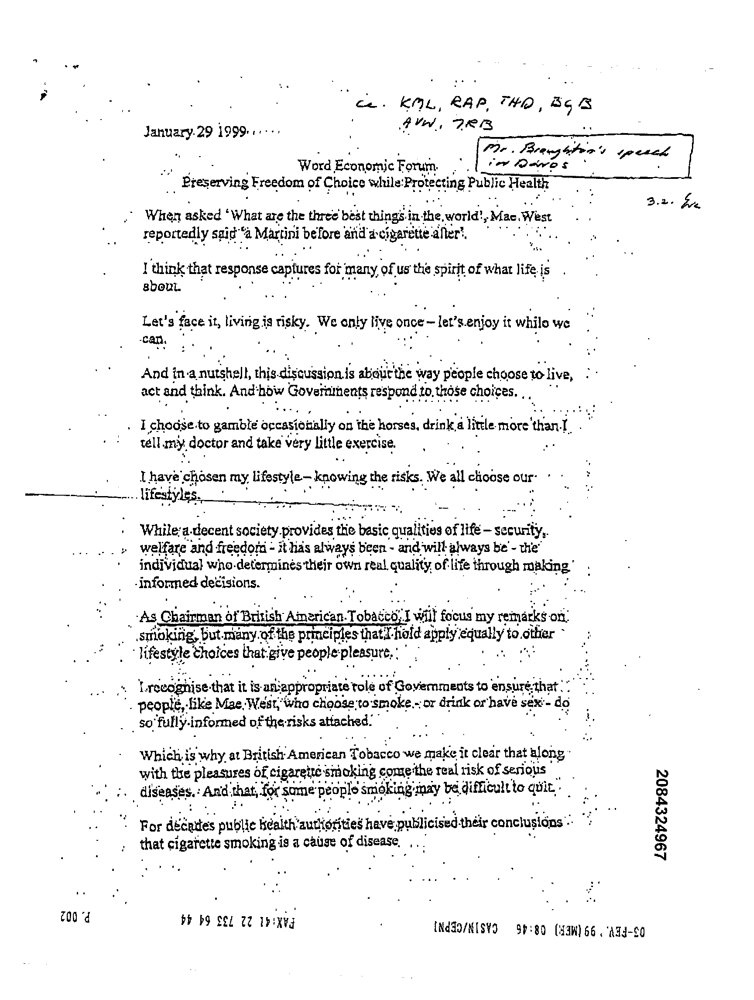 cc. KML, RAP, THD, BGB
AVW, JRB
January 29 1999
Mr. Broughton's speech
in Davos
Word Economic Forum
Preserving Freedom of Choice while Protecting Public Health
3.2.
When asked 'What are the three best things in the world', Mae West
reportedly said 'a Martini before and a cigarette after'.
I think that response captures for many of us the spirit of what life is
about.
Let's face it, living is risky. We only live once – let's enjoy it while we
can.
And in a nutshell, this discussion is about the way people choose to live,
act and think. And how Governments respond to those choices.
I choose to gamble occasionally on the horses, drink a little more than I
tell my doctor and take very little exercise.
I have chosen my lifestyle – knowing the risks. We all choose our
lifestyles.
While a decent society provides the basic qualities of life – security,
welfare and freedom - it has always been - and will always be - the
individual who determines their own real quality of life through making
informed decisions.
As Chairman of British American Tobacco, I will focus my remarks on
smoking, but many of the principles that I hold apply equally to other
lifestyle choices that give people pleasure.
I recognise that it is an appropriate role of Governments to ensure that
people, like Mae West, who choose to smoke - or drink or have sex - do
so fully informed of the risks attached.
Which is why at British American Tobacco we make it clear that along
with the pleasures of cigarette smoking come the real risk of serious
diseases. And that, for some people smoking may be difficult to quit.
For decades public health authorities have publicised their conclusions
that cigarette smoking is a cause of disease.
2084324967
03-FEV. '99 (MER) 08:46 CASIN/CEPNI FAX:41 22 733 64 44 P. 002